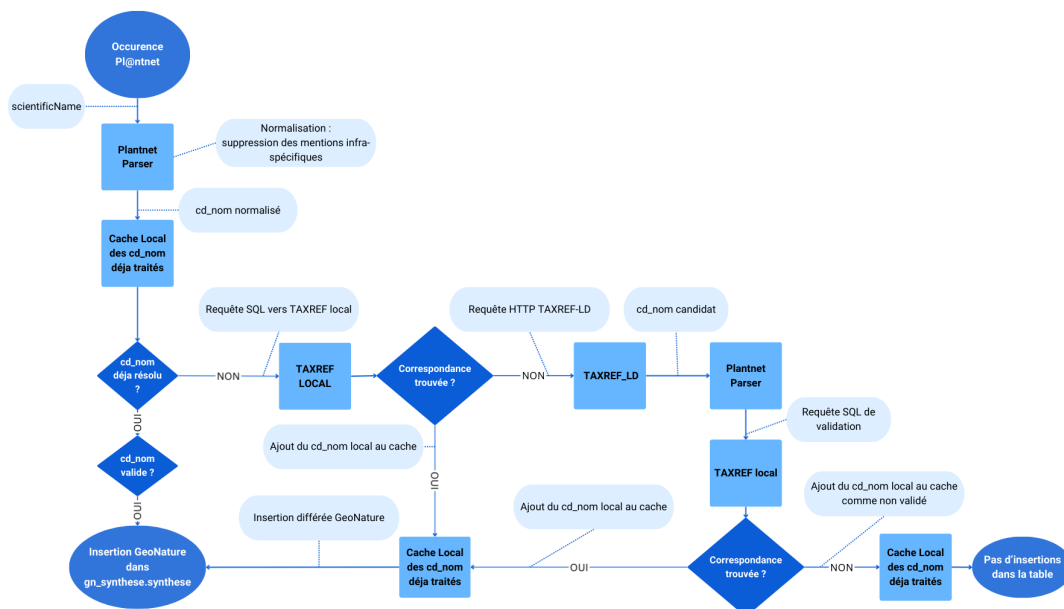 Occurence
Pl@ntnet
scientificName
Plantnet
Parser
Normalisation :
suppression des mentions infra-
spécifiques
cd_nom normalisé
Cache Local
des cd_nom
déja traités
Requête SQL vers TAXREF local
Requête HTTP TAXREF-LD
cd_nom candidat
cd_nom
déja résolu
?
NON
TAXREF
LOCAL
Correspondance
trouvée ?
NON
TAXREF_LD
Plantnet
Parser
OUI
Requête SQL de
validation
Ajout du cd_nom local au cache
cd_nom
valide ?
OUI
TAXREF local
Ajout du cd_nom local au cache
comme non validé
OUI
Insertion différée GeoNature
Ajout du cd_nom local au cache
Insertion GeoNature
dans
gn_synthese.synthese
Cache Local
des cd_nom
déja traités
OUI
Correspondance
trouvée ?
NON
Cache Local
des cd_nom
déja traités
Pas d'insertions
dans la table